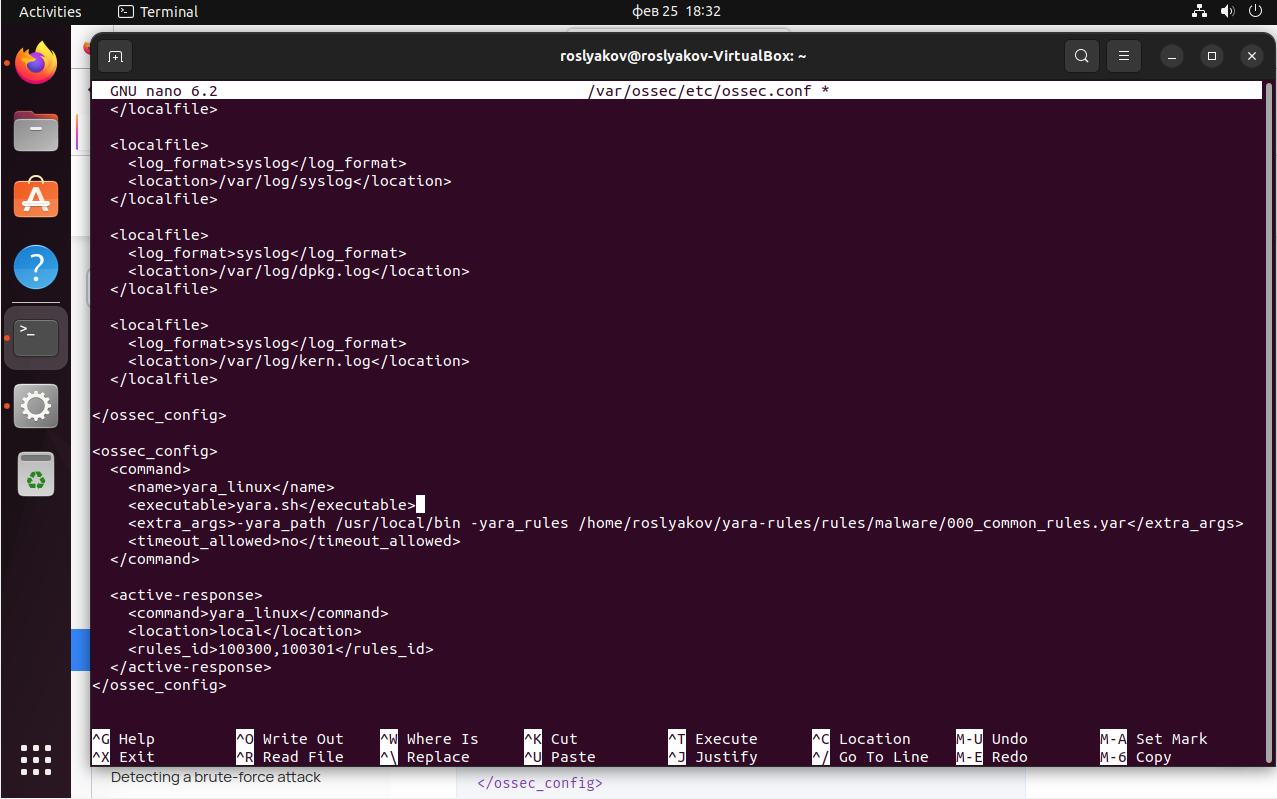 Activities Terminal фев 25 18:32
roslyakov@roslyakov-VirtualBox: ~
GNU nano 6.2 /var/ossec/etc/ossec.conf *
</localfile>
<localfile>
<log_format>syslog</log_format>
<location>/var/log/syslog</location>
</localfile>
<localfile>
<log_format>syslog</log_format>
<location>/var/log/dpkg.log</location>
</localfile>
<localfile>
<log_format>syslog</log_format>
<location>/var/log/kern.log</location>
</localfile>
</ossec_config>
<ossec_config>
<command>
<name>yara_linux</name>
<executable>yara.sh</executable>
<extra_args>-yara_path /usr/local/bin -yara_rules /home/roslyakov/yara-rules/rules/malware/000_common_rules.yar</extra_args>
<timeout_allowed>no</timeout_allowed>
</command>
<active-response>
<command>yara_linux</command>
<location>local</location>
<rules_id>100300,100301</rules_id>
</active-response>
</ossec_config>
^G Help ^O Write Out ^W Where Is ^K Cut ^T Execute ^C Location M-U Undo M-A Set Mark
^X Exit ^R Read File ^\ Replace ^U Paste ^J Justify ^/ Go To Line M-E Redo M-6 Copy
Detecting a brute-force attack
</ossec_config>